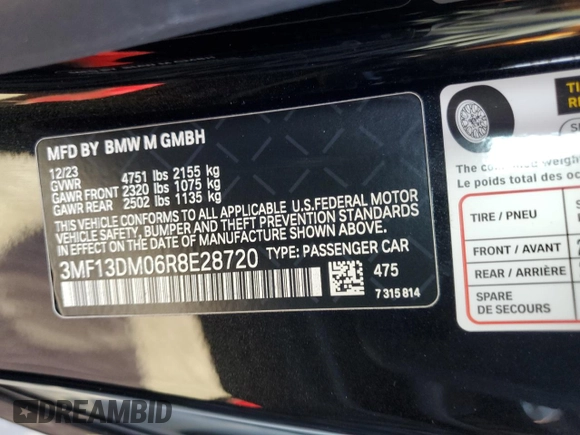 MFD BY BMW M GMBH
12/23
GVWR 4751 lbs 2155 kg
GAWR FRONT 2320 lbs 1075 kg
GAWR REAR 2502 lbs 1135 kg
THIS VEHICLE CONFORMS TO ALL APPLICABLE U.S.FEDERAL MOTOR
VEHICLE SAFETY, BUMPER AND THEFT PREVENTION STANDARDS
IN EFFECT ON THE DATE OF MANUFACTURE SHOWN ABOVE.
3MF13DM06R8E28720 TYPE: PASSENGER CAR
475
7 315 814
The combined weight
Le poids total des oc
TIRE / PNEU
FRONT / AVANT
REAR / ARRIÈRE
SPARE
DE SECOURS
DREAMBID